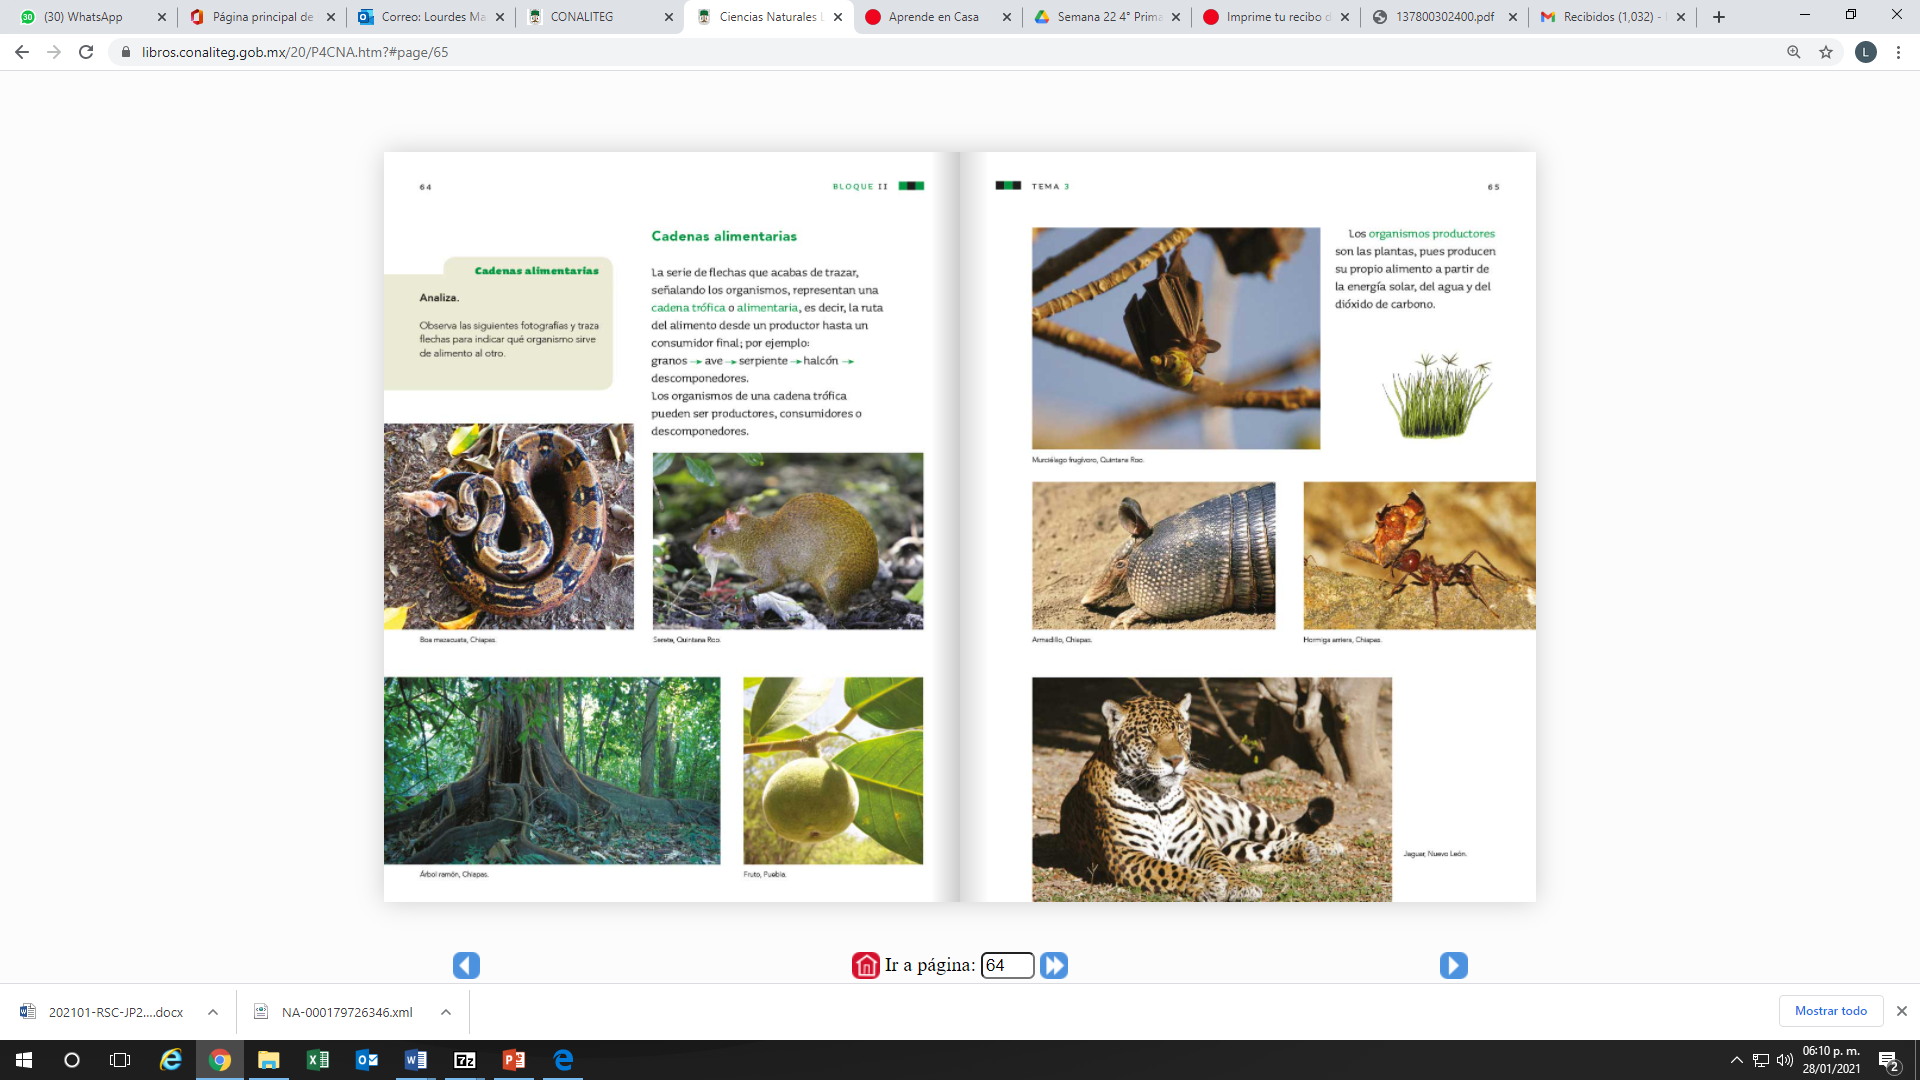 (30) WhatsApp
Página principal de
Correo: Lourdes Ma
CONALITEG
Ciencias Naturales
Aprende en Casa
Semana 22 4° Prima
Imprime tu recibo d
137800302400.pdf
Recibidos (1,032) -
libros.conaliteg.gob.mx/20/P4CNA.htm?#page/65
L
64
BLOQUE II
Cadenas alimentarias
Analiza.
Observa las siguientes fotografías y traza
flechas para indicar qué organismo sirve
de alimento al otro.
Cadenas alimentarias
La serie de flechas que acabas de trazar,
señalando los organismos, representan una
cadena trófica o alimentaria, es decir, la ruta
del alimento desde un productor hasta un
consumidor final; por ejemplo:
granos → ave → serpiente → halcón →
descomponedores.
Los organismos de una cadena trófica
pueden ser productores, consumidores o
descomponedores.
Boa mazacuata, Chiapas.
Serete, Quintana Roo.
Árbol ramón, Chiapas.
Fruto, Puebla.
TEMA 3
65
Los organismos productores
son las plantas, pues producen
su propio alimento a partir de
la energía solar, del agua y del
dióxido de carbono.
Murciélago frugívoro, Quintana Roo.
Armadillo, Chiapas.
Hormiga arriera, Chiapas.
Jaguar, Nuevo León.
Ir a página: 64
202101-RSC-JP2....docx
NA-000179726346.xml
Mostrar todo
06:10 p. m.
28/01/2021
2